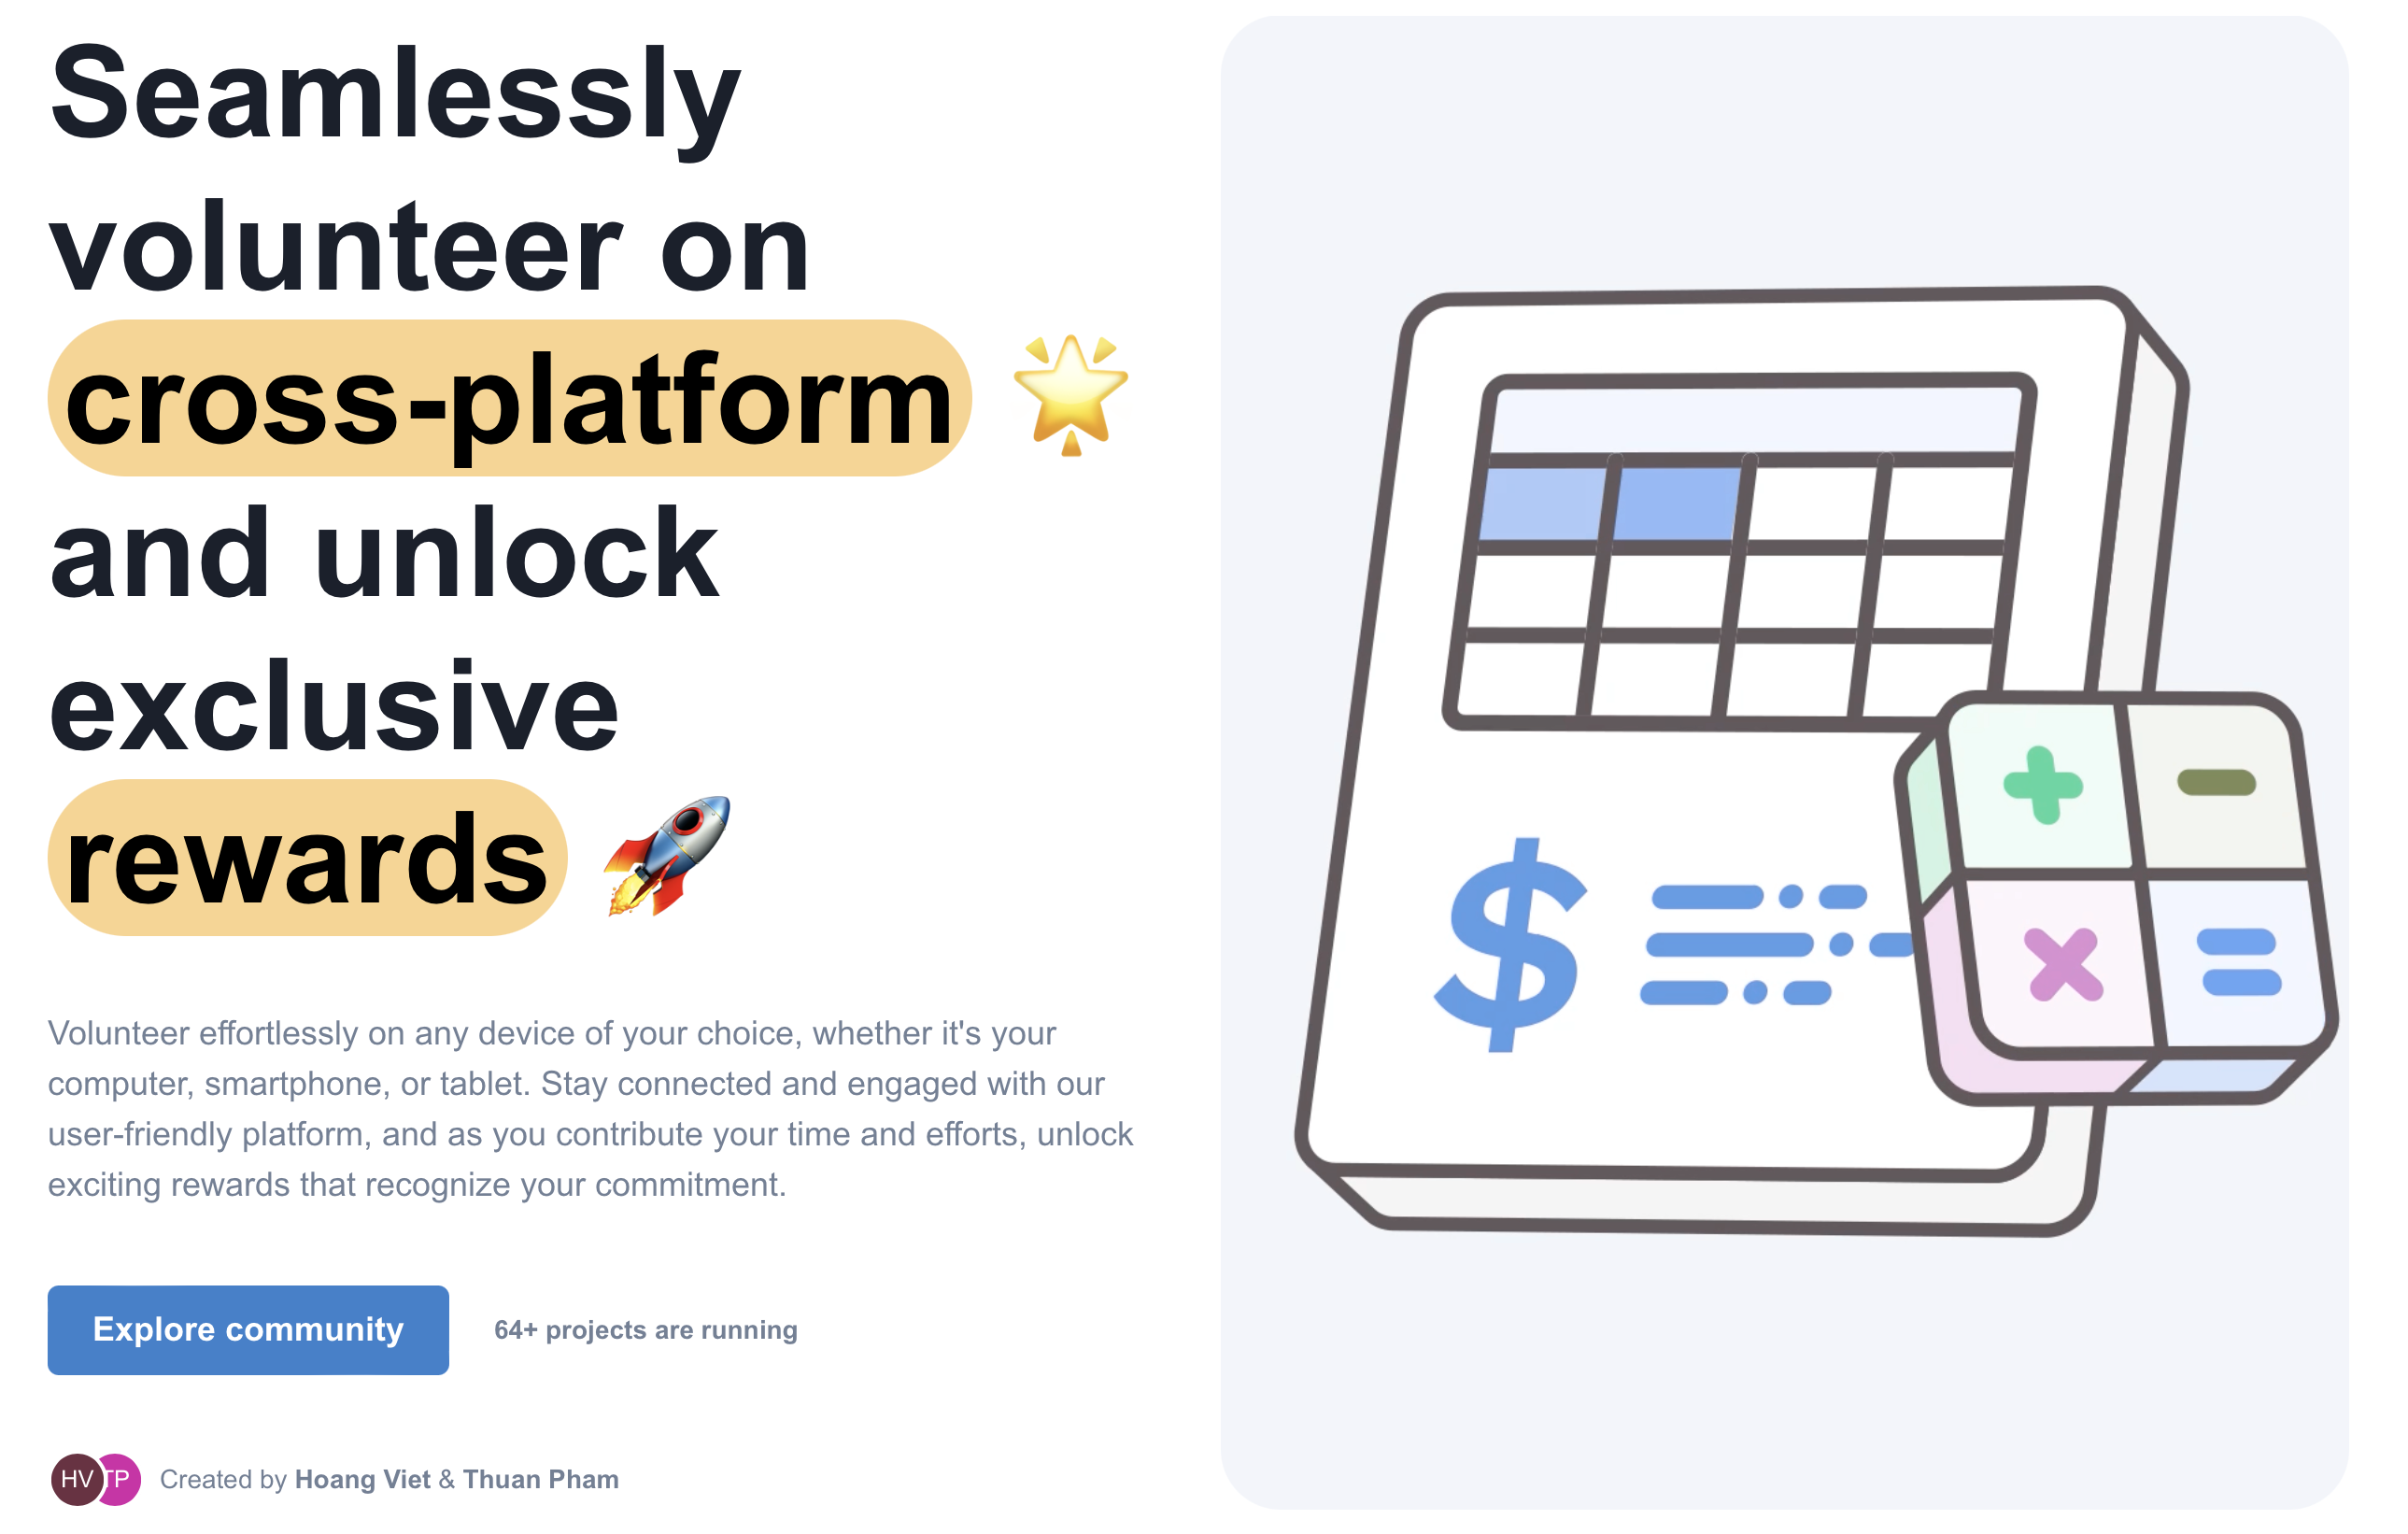 Seamlessly
volunteer on
cross-platform 🌟
and unlock
exclusive
rewards 🚀
Volunteer effortlessly on any device of your choice, whether it's your
computer, smartphone, or tablet. Stay connected and engaged with our
user-friendly platform, and as you contribute your time and efforts, unlock
exciting rewards that recognize your commitment.
Explore community
64+ projects are running
HV TP Created by Hoang Viet & Thuan Pham
$
+ −
× =